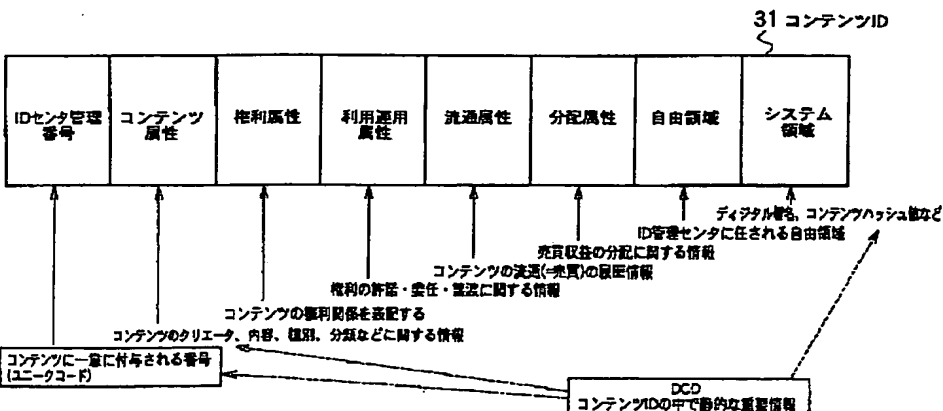 31 コンテンツID
IDセンタ管理
番号
コンテンツ
属性
権利属性
利用運用
属性
流通属性
分配属性
自由領域
システム
領域
ディジタル署名、コンテンツハッシュ値など
ID管理センタに任される自由領域
売買収益の分配に関する情報
コンテンツの流通(=売買)の履歴情報
権利の許諾・委任・譲渡に関する情報
コンテンツの権利関係を表記する
コンテンツのクリエータ、内容、種別、分類などに関する情報
コンテンツに一意に付与される番号
(ユニークコード)
DCD
コンテンツIDの中で静的な重要情報